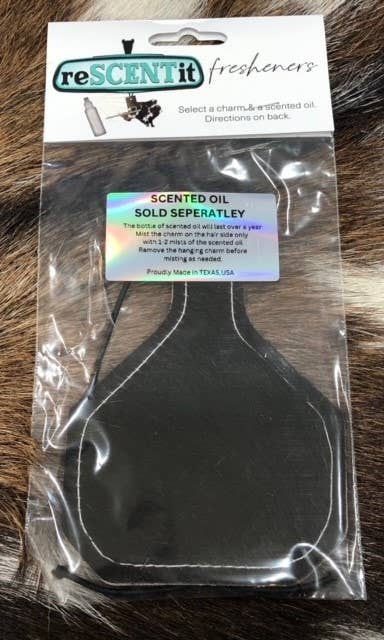 reSCENTit fresheners
Select a charm & a scented oil.
Directions on back.
SCENTED OIL
SOLD SEPERATLEY
The bottle of scented oil will last over a year.
Mist the charm on the hair side only
with 1-2 mists of the scented oil.
Remove the hanging charm before
misting as needed.
Proudly Made in TEXAS,USA